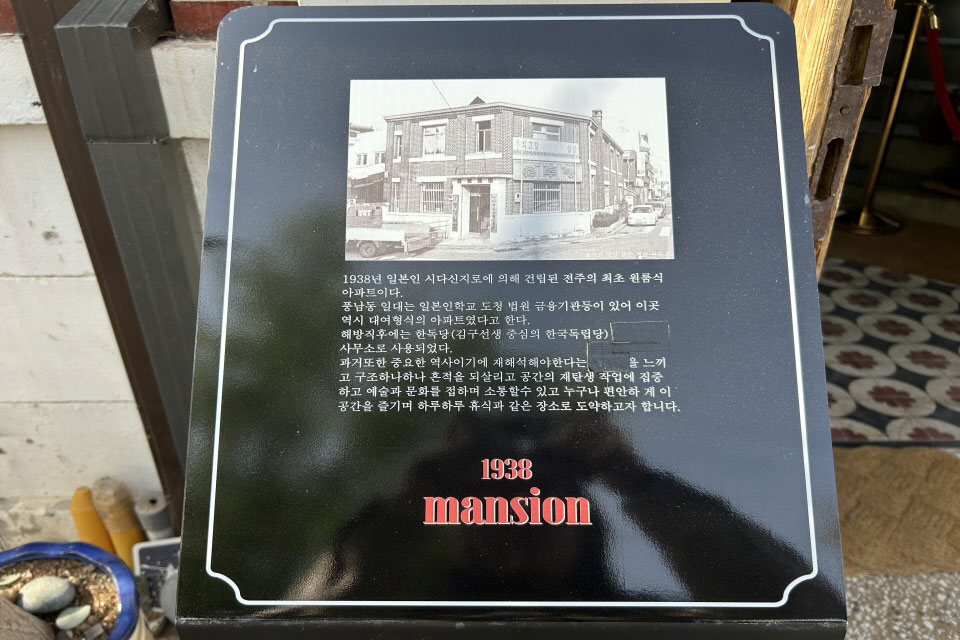 1938년 일본인 시다신지로에 의해 건립된 전주의 최초 원룸식
아파트이다.
풍남동 일대는 일본인학교 도청 법원 금융기관등이 있어 이곳
역시 대여형식의 아파트였다고 한다.
해방직후에는 한독당(김구선생 중심의 한국독립당)
사무소로 사용되었다.
과거또한 중요한 역사이기에 재해석해야한다는 을 느끼
고 구조하나하나 흔적을 되살리고 공간의 재탄생 작업에 집중
하고 예술과 문화를 접하며 소통할수 있고 누구나 편안하 게 이
공간을 즐기며 하루하루 휴식과 같은 장소로 도약하고자 합니다.
1938
mansion